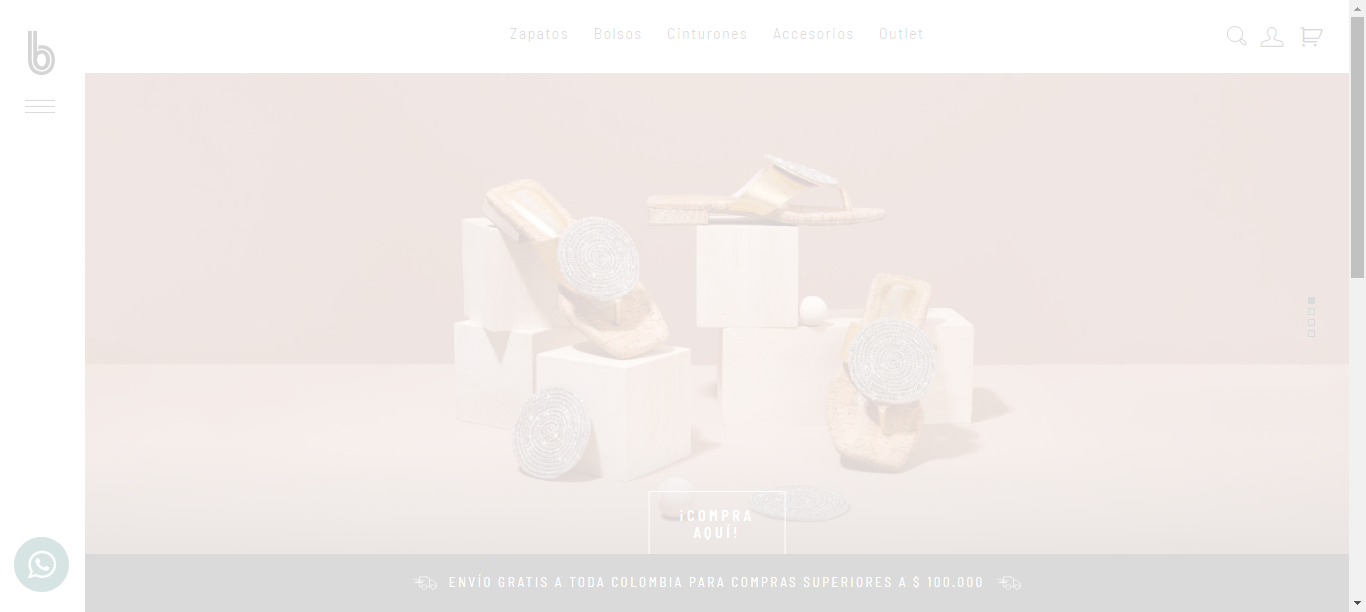 b
Zapatos Bolsos Cinturones Accesorios Outlet
¡COMPRA
AQUÍ!
ENVÍO GRATIS A TODA COLOMBIA PARA COMPRAS SUPERIORES A $ 100.000